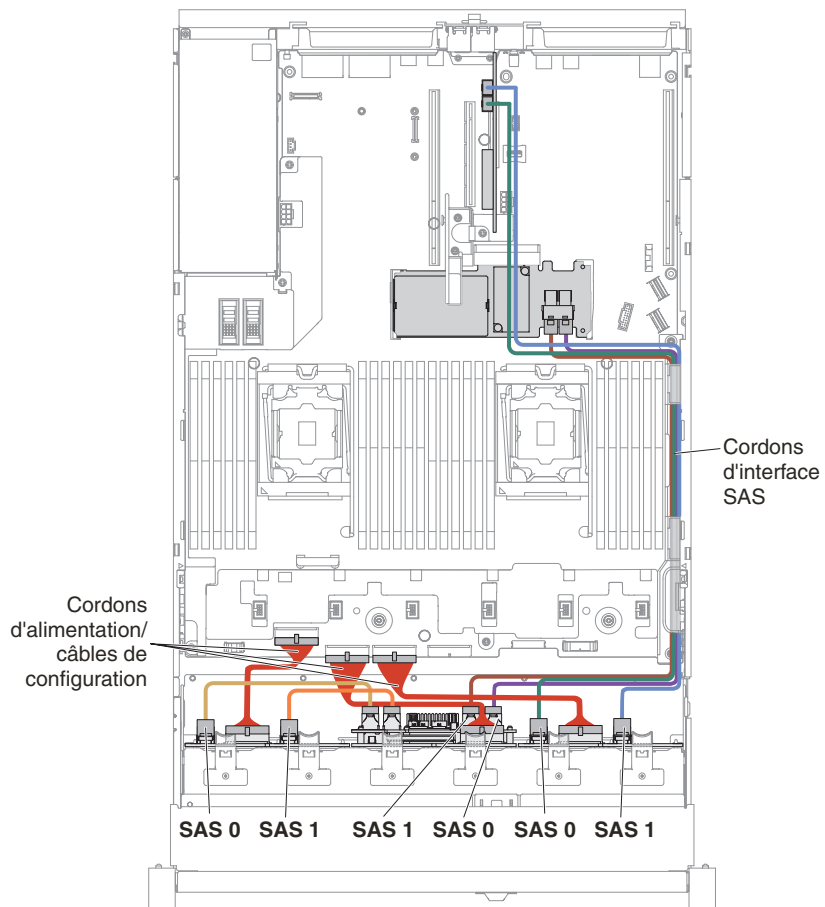 Cordons
d'interface
SAS
Cordons
d'alimentation/
câbles de
configuration
SAS 0 SAS 1 SAS 1 SAS 0 SAS 0 SAS 1